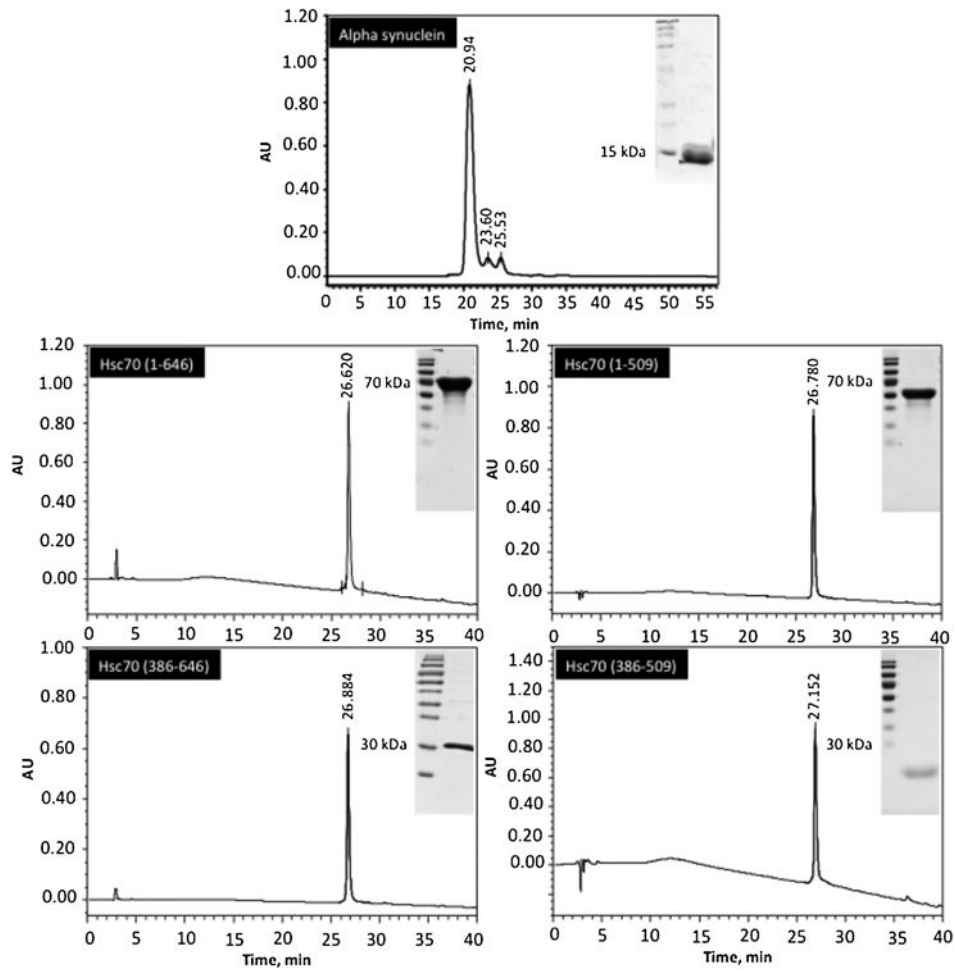 Alpha synuclein
1.20
1.00
0.80
0.60
0.40
0.20
0.00
AU
20.94
23.60
25.53
15 kDa
0 5 10 15 20 25 30 35 40 45 50 55
Time, min
Hsc70 (1-646)
1.20
1.00
0.80
0.60
0.40
0.20
0.00
AU
26.620
70 kDa
0 5 10 15 20 25 30 35 40
Hsc70 (1-509)
1.20
1.00
0.80
0.60
0.40
0.20
0.00
AU
26.780
70 kDa
0 5 10 15 20 25 30 35 40
Hsc70 (386-646)
1.00
0.80
0.60
0.40
0.20
0.00
AU
26.884
30 kDa
0 5 10 15 20 25 30 35 40
Time, min
Hsc70 (386-509)
1.40
1.20
1.00
0.80
0.60
0.40
0.20
0.00
AU
27.152
30 kDa
0 5 10 15 20 25 30 35 40
Time, min